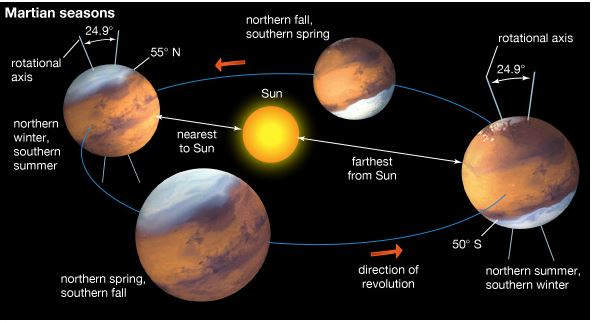 Martian seasons
24.9°
rotational
axis
55° N
northern fall,
southern spring
rotational axis
24.9°
Sun
northern
winter,
southern
summer
nearest
to Sun
farthest
from Sun
50° S
northern spring,
southern fall
direction of
revolution
northern summer,
southern winter